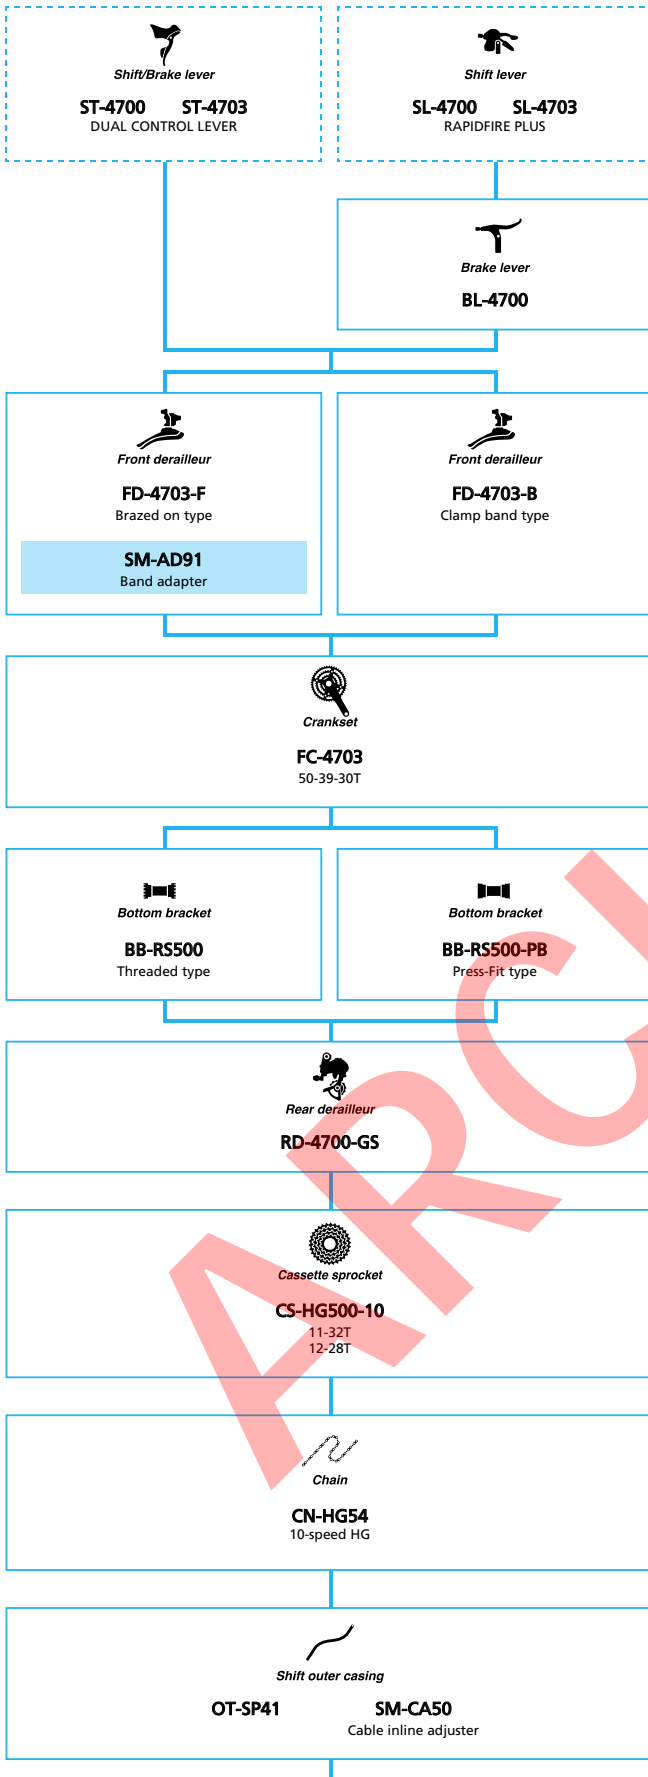 Shift/Brake lever
ST-4700 ST-4703
DUAL CONTROL LEVER
Shift lever
SL-4700 SL-4703
RAPIDFIRE PLUS
Brake lever
BL-4700
Front derailleur
FD-4703-F
Brazed on type
SM-AD91
Band adapter
Front derailleur
FD-4703-B
Clamp band type
Crankset
FC-4703
50-39-30T
Bottom bracket
BB-RS500
Threaded type
Bottom bracket
BB-RS500-PB
Press-Fit type
Rear derailleur
RD-4700-GS
Cassette sprocket
CS-HG500-10
11-32T
12-28T
Chain
CN-HG54
10-speed HG
Shift outer casing
OT-SP41 SM-CA50
Cable inline adjuster
ARC